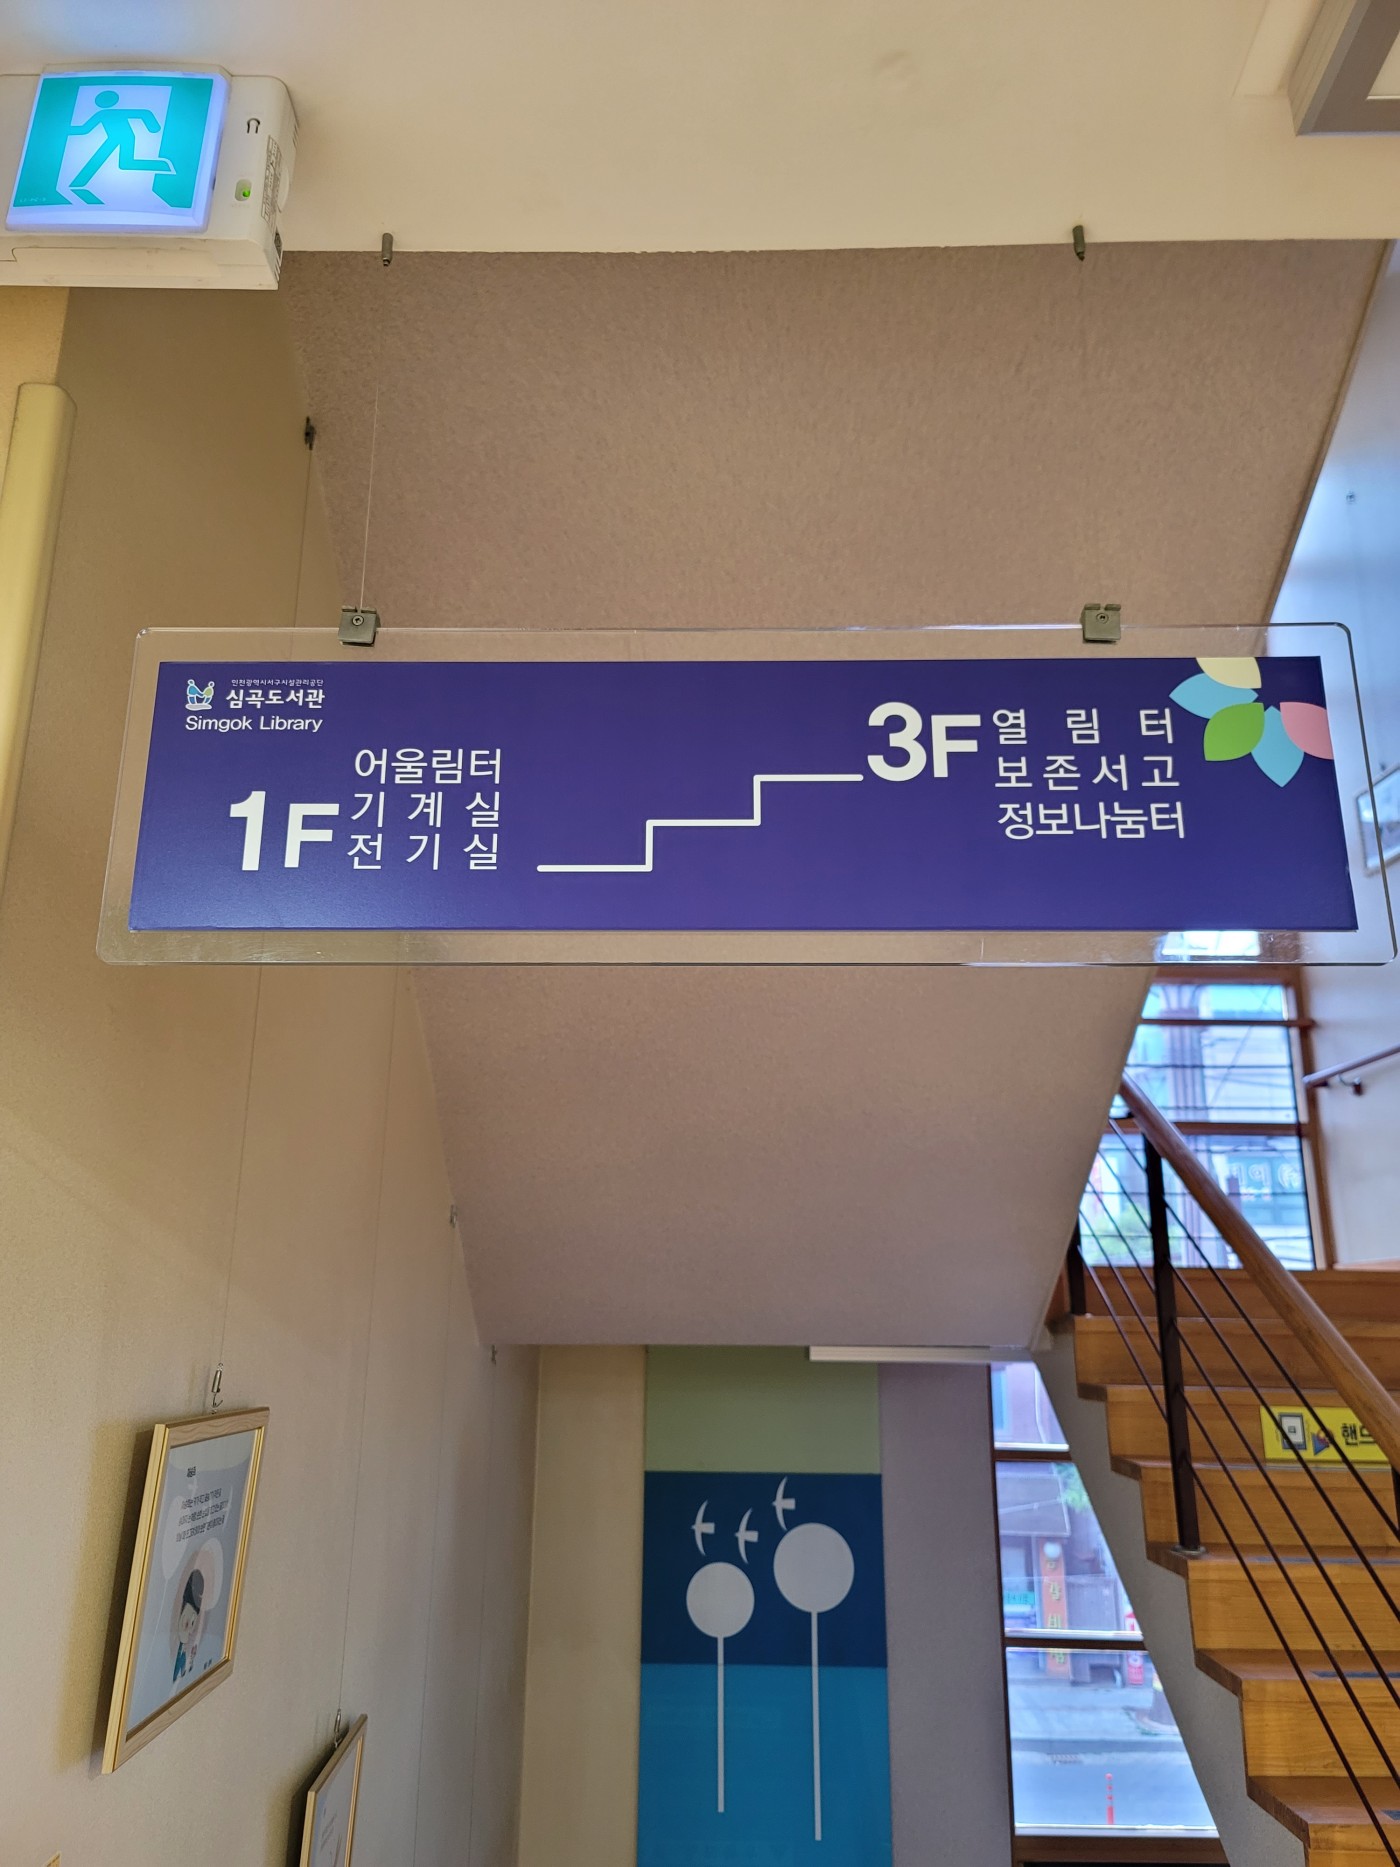 인천광역시서구시설관리공단
심곡도서관
Simgok Library
1F
어울림터
기 계 실
전 기 실
3F
열 림 터
보 존 서 고
정보나눔터
핸드